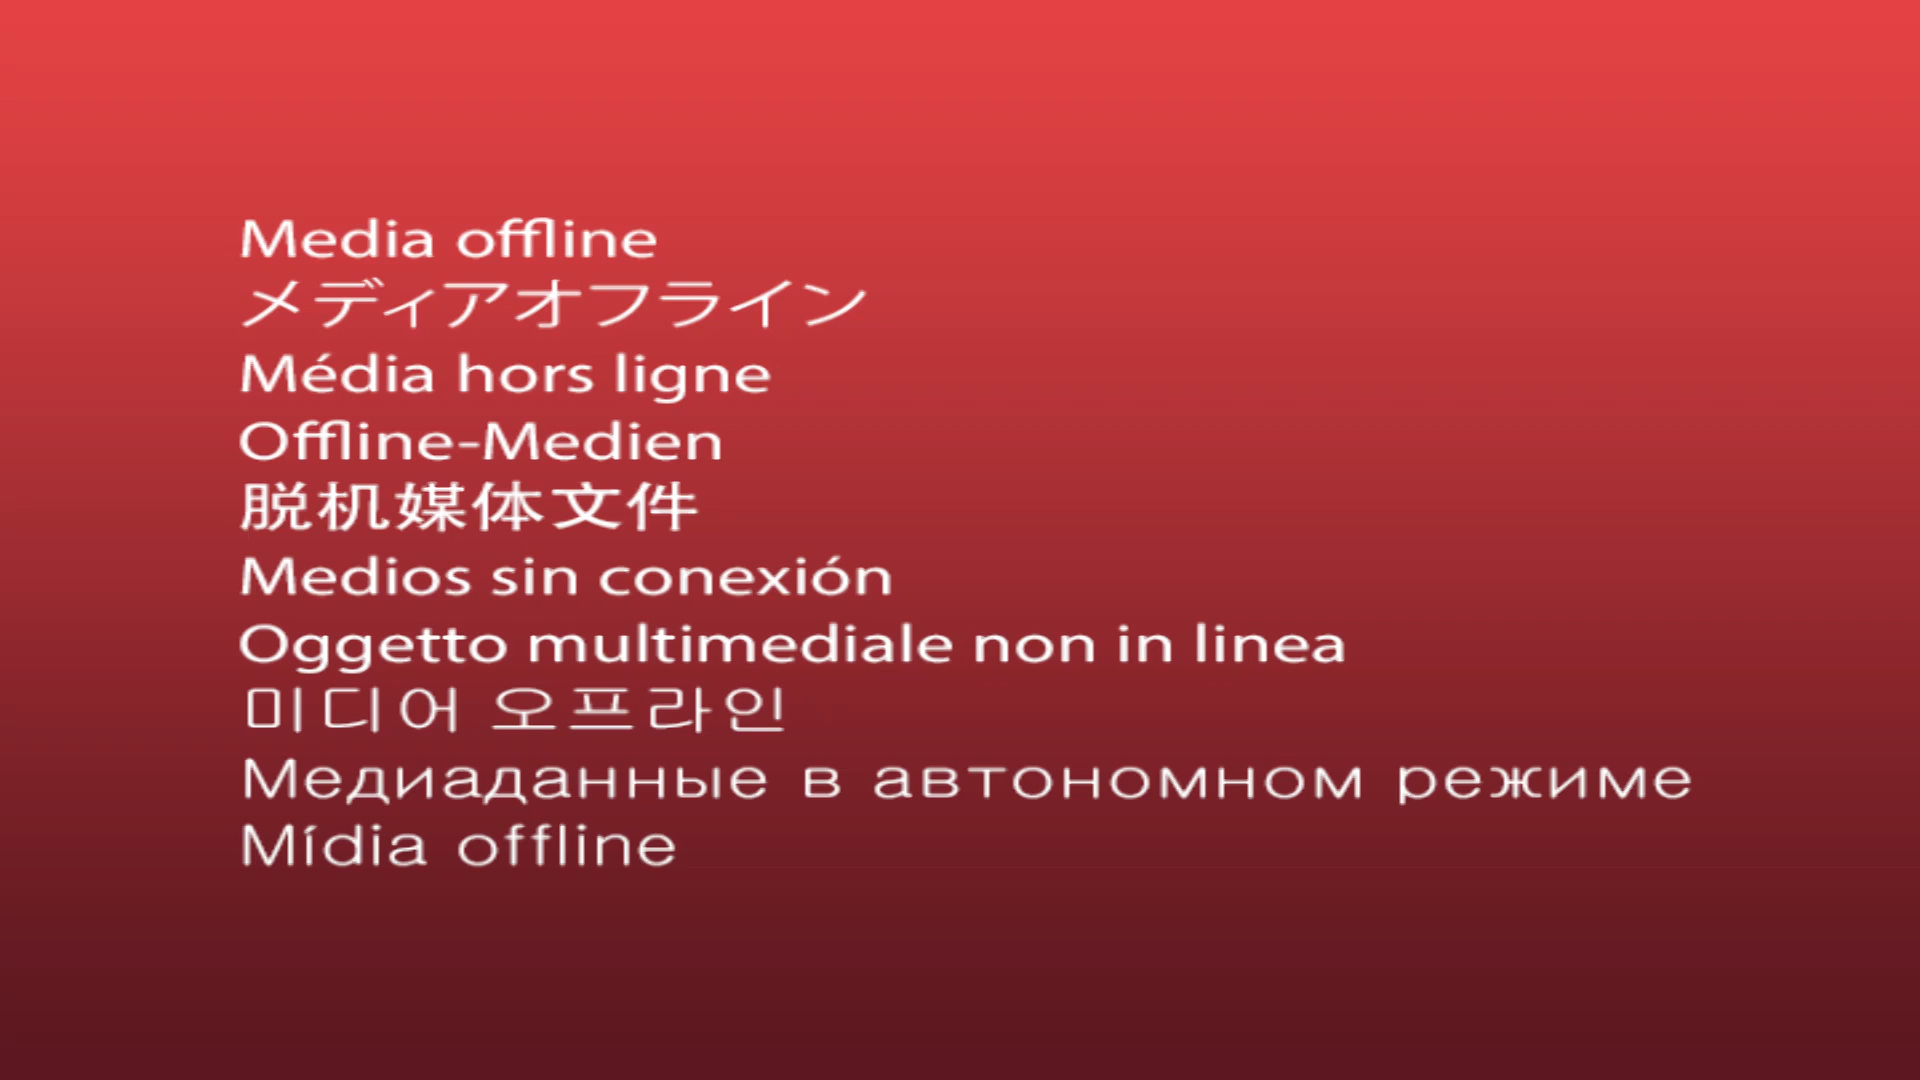 Media offline
メディアオフライン
Média hors ligne
Offline-Medien
脱机媒体文件
Medios sin conexión
Oggetto multimediale non in linea
미디어 오프라인
Медиаданные в автономном режиме
Mídia offline